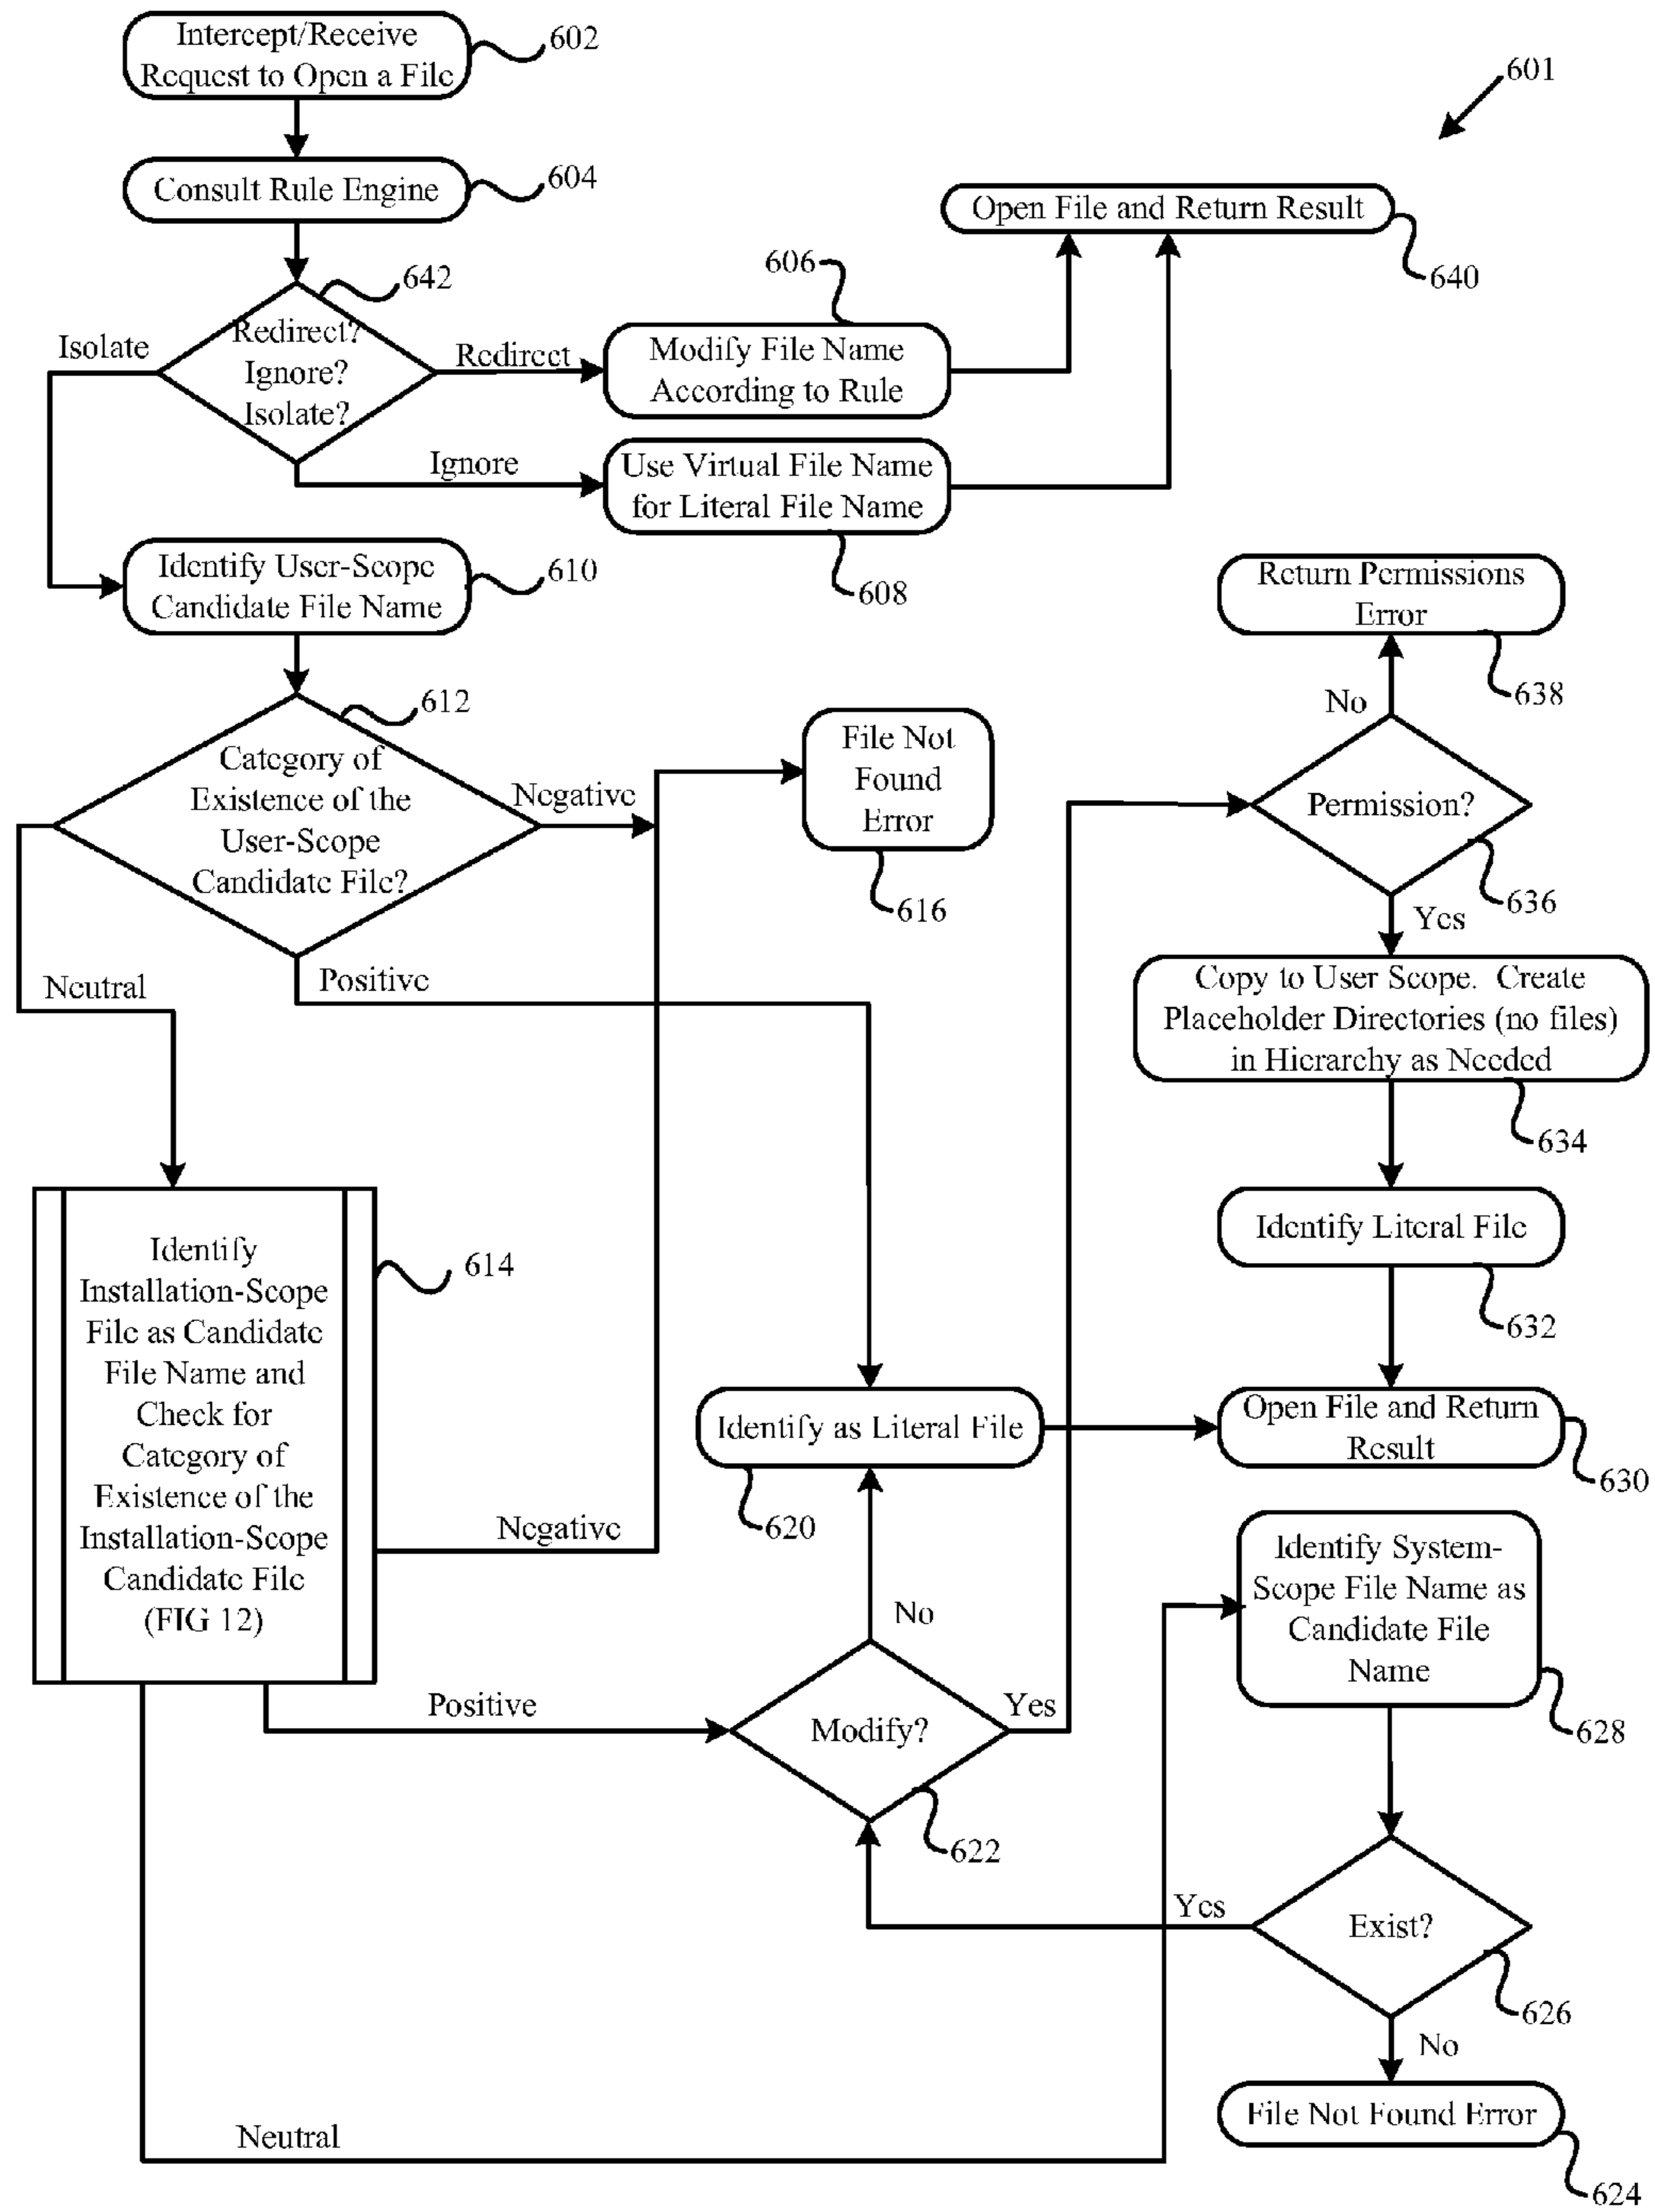 Intercept/Receive
Request to Open a File
602
601
Consult Rule Engine
604
Open File and Return Result
640
642
Redirect?
Ignore?
Isolate?
Isolate
Redirect
606
Modify File Name
According to Rule
Ignore
Use Virtual File Name
for Literal File Name
608
Identify User-Scope
Candidate File Name
610
Return Permissions
Error
638
No
612
Category of
Existence of the
User-Scope
Candidate File?
Negative
File Not
Found
Error
616
Permission?
636
Yes
Neutral
Positive
Copy to User Scope. Create
Placeholder Directories (no files)
in Hierarchy as Needed
634
Identify
Installation-Scope
File as Candidate
File Name and
Check for
Category of
Existence of the
Installation-Scope
Candidate File
(FIG 12)
614
Identify Literal File
632
Identify as Literal File
620
Open File and Return
Result
630
Negative
No
Identify System-
Scope File Name as
Candidate File
Name
628
Positive
Modify?
Yes
622
Yes
Exist?
626
No
Neutral
File Not Found Error
624